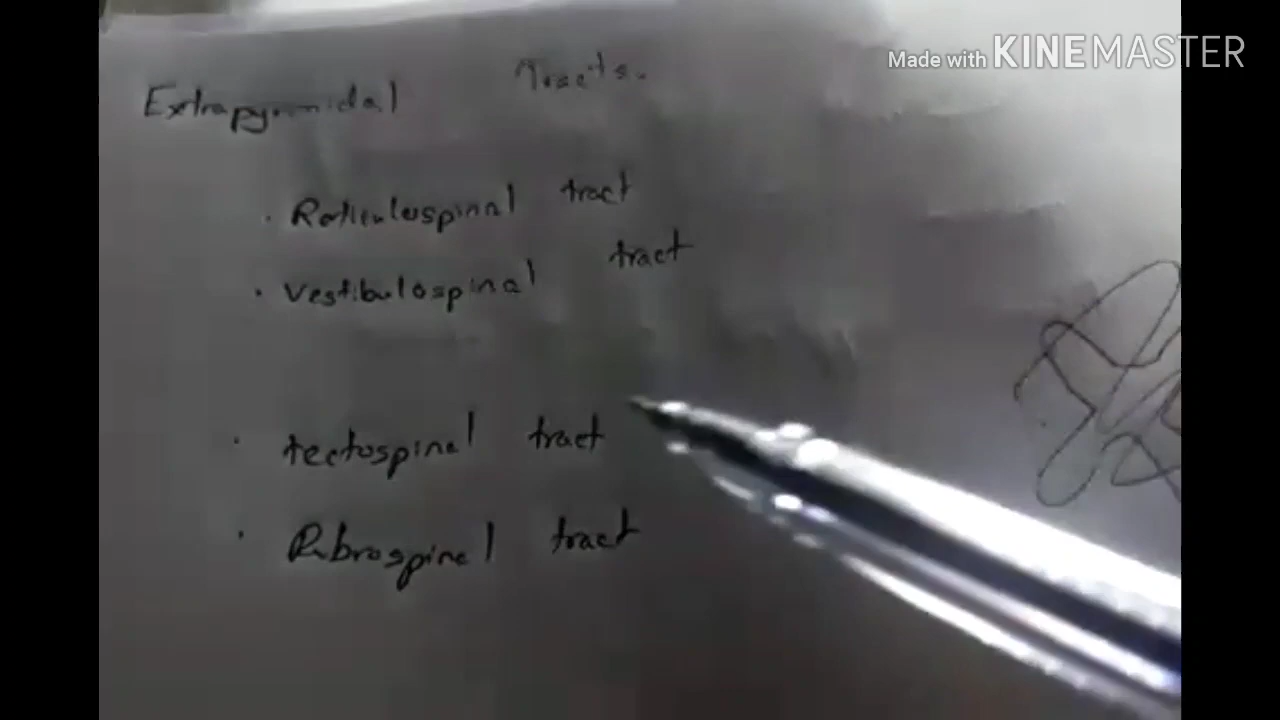 Made with KINEMASTER
Extrapyramidal Tracts.
· Reticulospinal tract
· Vestibulospinal tract
· tectospinal tract
· Rubrospinal tract